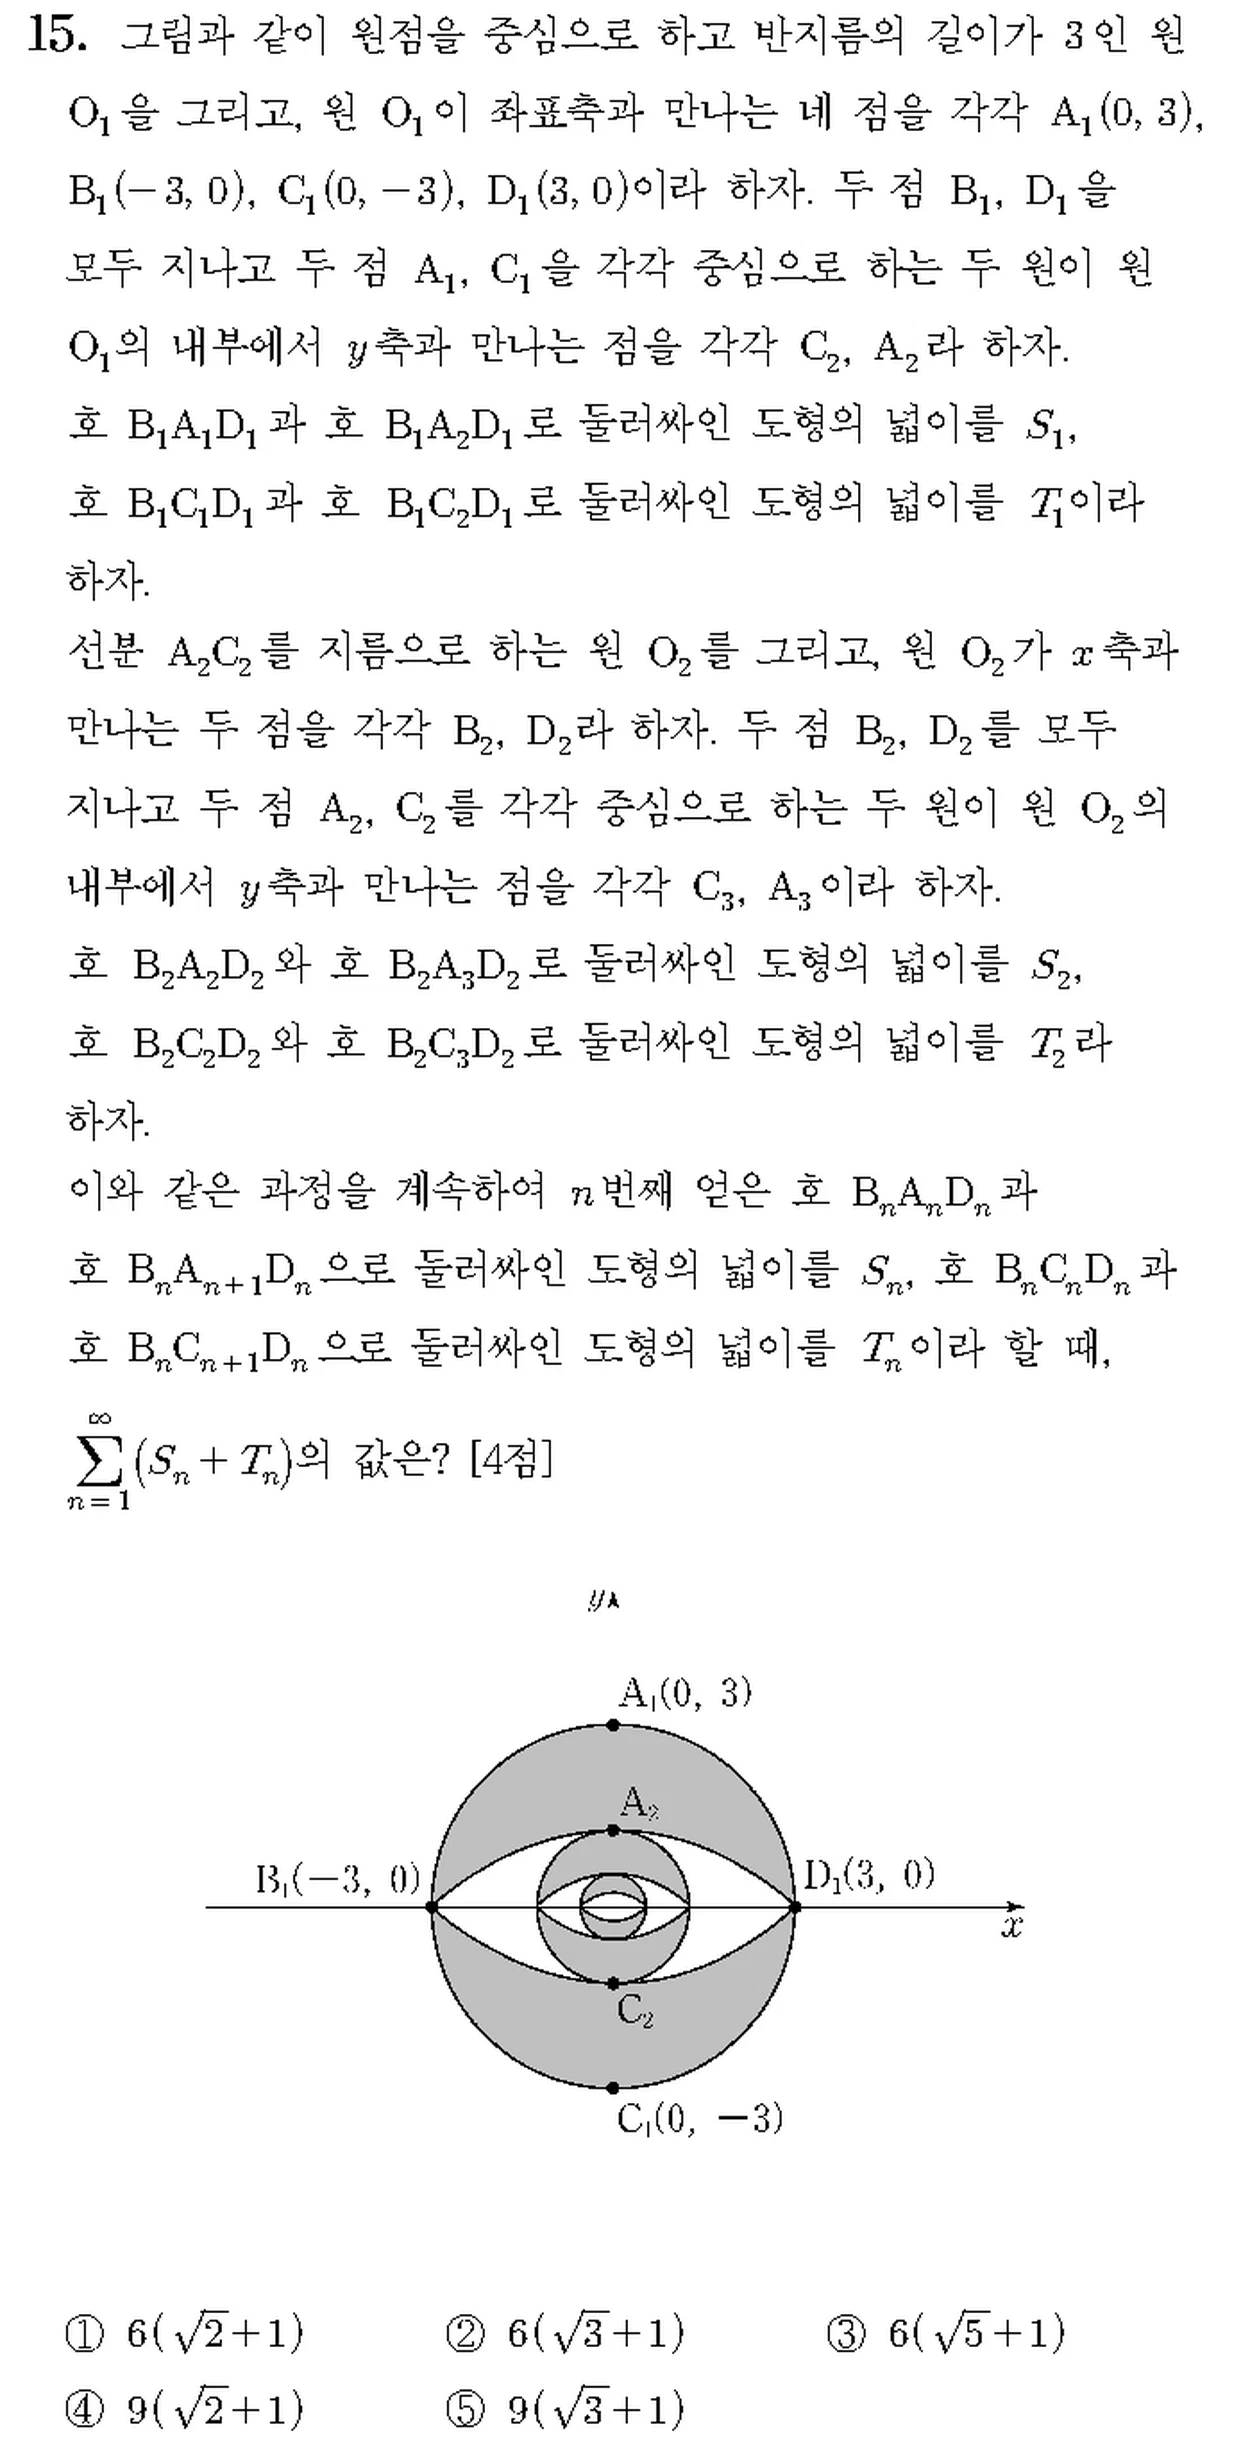 15. 그림과 같이 원점을 중심으로 하고 반지름의 길이가 3인 원
O₁을 그리고, 원 O₁이 좌표축과 만나는 네 점을 각각 A₁(0, 3),
B₁(−3, 0), C₁(0, −3), D₁(3, 0)이라 하자. 두 점 B₁, D₁을
모두 지나고 두 점 A₁, C₁을 각각 중심으로 하는 두 원이 원
O₁의 내부에서 y축과 만나는 점을 각각 C₂, A₂라 하자.
호 B₁A₁D₁과 호 B₁A₂D₁로 둘러싸인 도형의 넓이를 S₁,
호 B₁C₁D₁과 호 B₁C₂D₁로 둘러싸인 도형의 넓이를 T₁이라
하자.
선분 A₂C₂를 지름으로 하는 원 O₂를 그리고, 원 O₂가 x축과
만나는 두 점을 각각 B₂, D₂라 하자. 두 점 B₂, D₂를 모두
지나고 두 점 A₂, C₂를 각각 중심으로 하는 두 원이 원 O₂의
내부에서 y축과 만나는 점을 각각 C₃, A₃이라 하자.
호 B₂A₂D₂와 호 B₂A₃D₂로 둘러싸인 도형의 넓이를 S₂,
호 B₂C₂D₂와 호 B₂C₃D₂로 둘러싸인 도형의 넓이를 T₂라
하자.
이와 같은 과정을 계속하여 n번째 얻은 호 BₙAₙDₙ과
호 BₙAₙ₊₁Dₙ으로 둘러싸인 도형의 넓이를 Sₙ, 호 BₙCₙDₙ과
호 BₙCₙ₊₁Dₙ으로 둘러싸인 도형의 넓이를 Tₙ이라 할 때,
∞
∑(Sₙ + Tₙ)의 값은? [4점]
n = 1
y
A₁(0, 3)
A₂
B₁(−3, 0)
D₁(3, 0)
x
C₂
C₁(0, −3)
① 6(√2+1) ② 6(√3+1) ③ 6(√5+1)
④ 9(√2+1) ⑤ 9(√3+1)